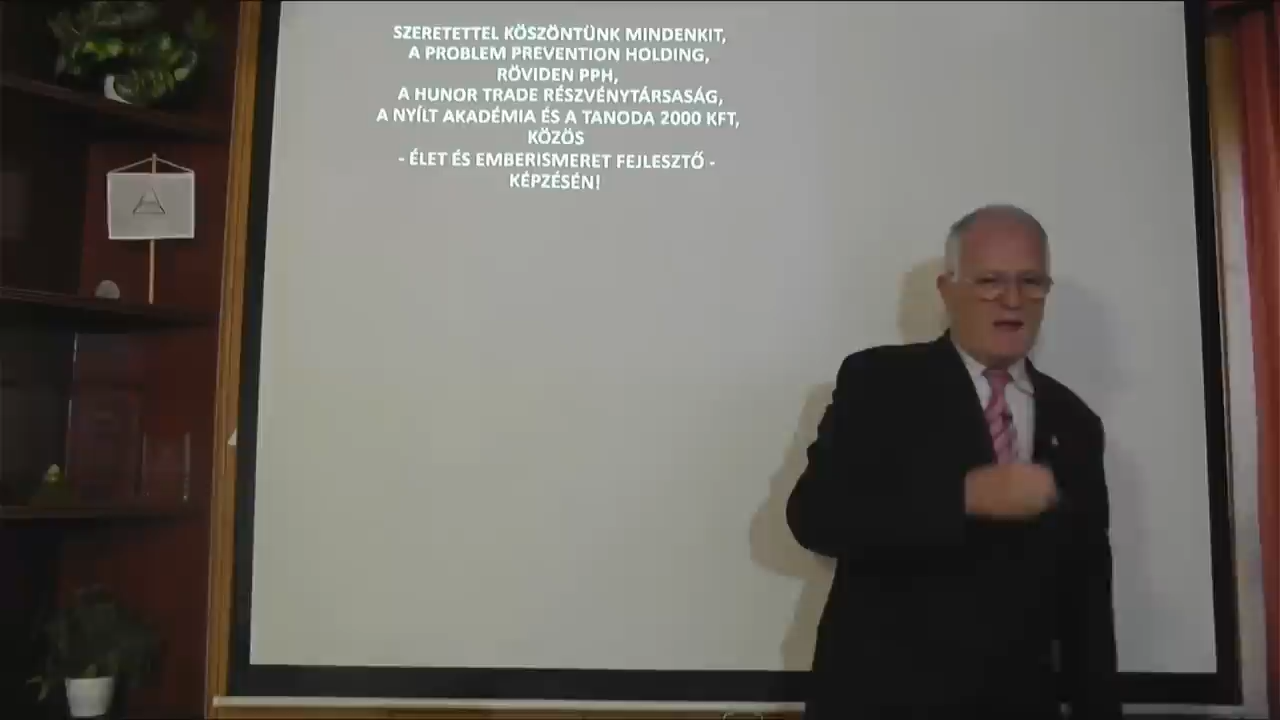 SZERETETTEL KÖSZÖNTÜNK MINDENKIT,
A PROBLEM PREVENTION HOLDING,
RÖVIDEN PPH,
A HUNOR TRADE RÉSZVÉNYTÁRSASÁG,
A NYÍLT AKADÉMIA ÉS A TANODA 2000 KFT,
KÖZÖS
- ÉLET ÉS EMBERISMERET FEJLESZTŐ -
KÉPZÉSÉN!